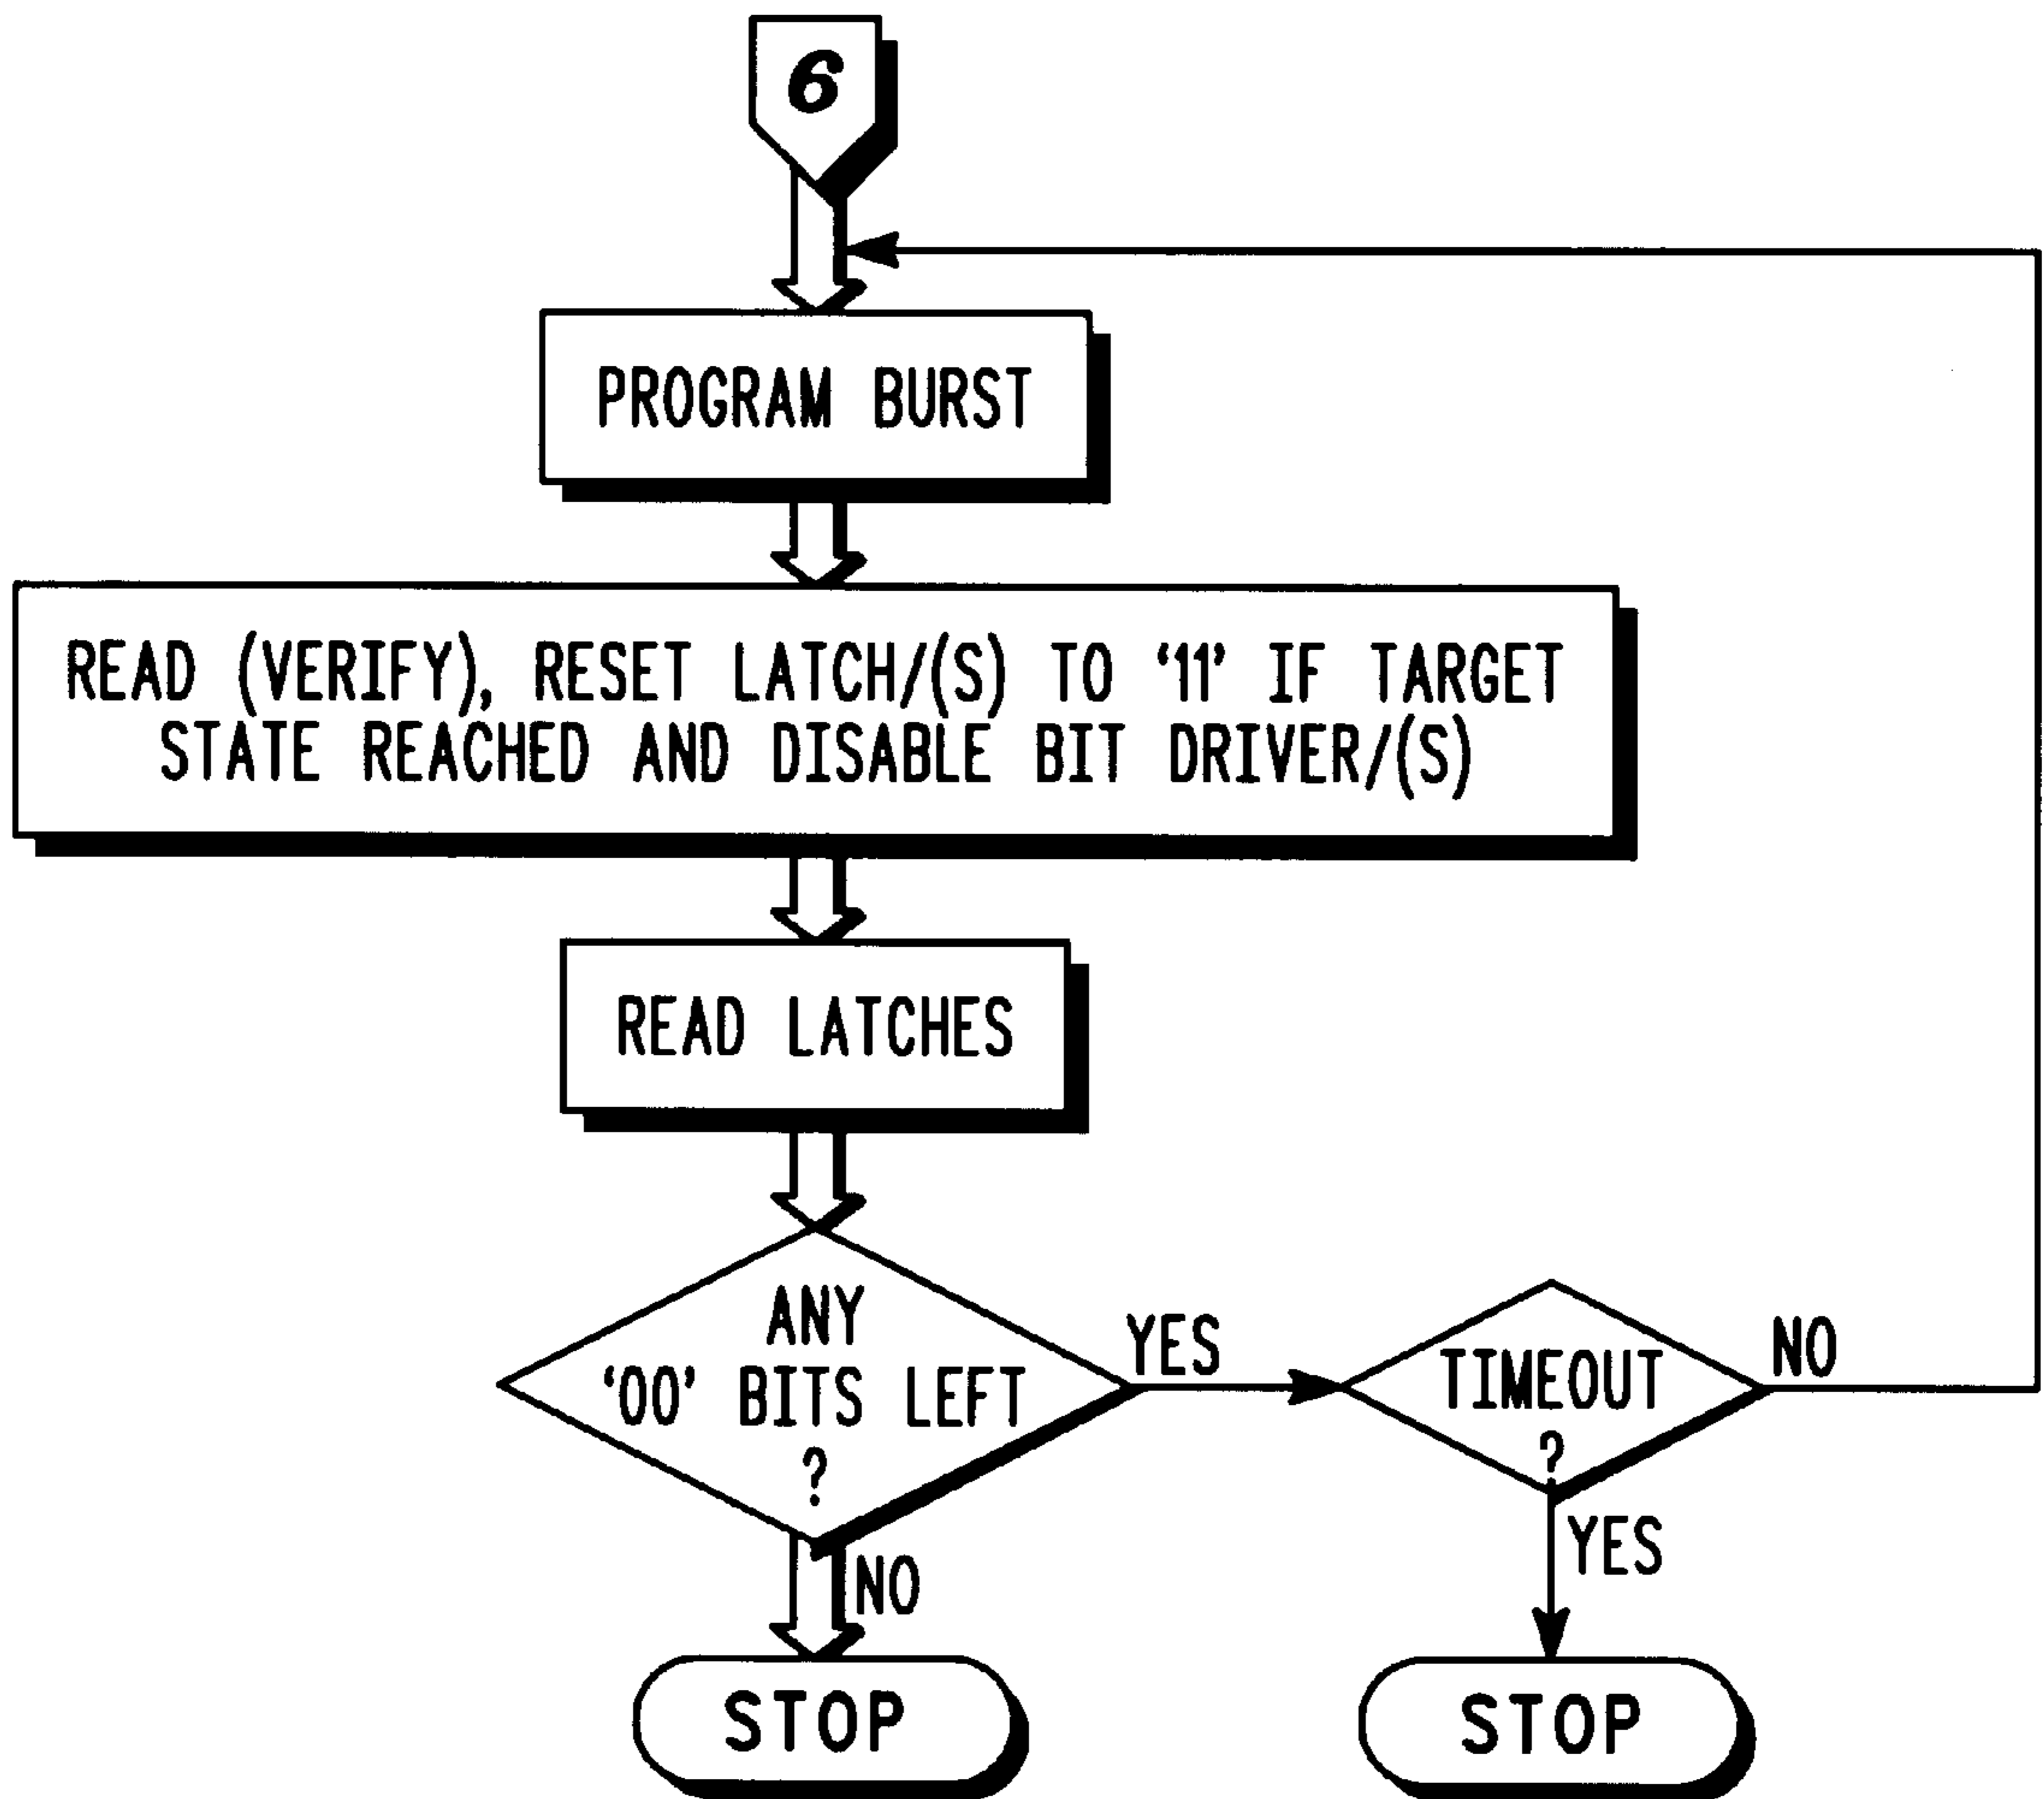 6
PROGRAM BURST
READ (VERIFY), RESET LATCH/(S) TO '11' IF TARGET
STATE REACHED AND DISABLE BIT DRIVER/(S)
READ LATCHES
ANY
'00' BITS LEFT
?
YES
TIMEOUT
?
NO
NO
YES
STOP
STOP